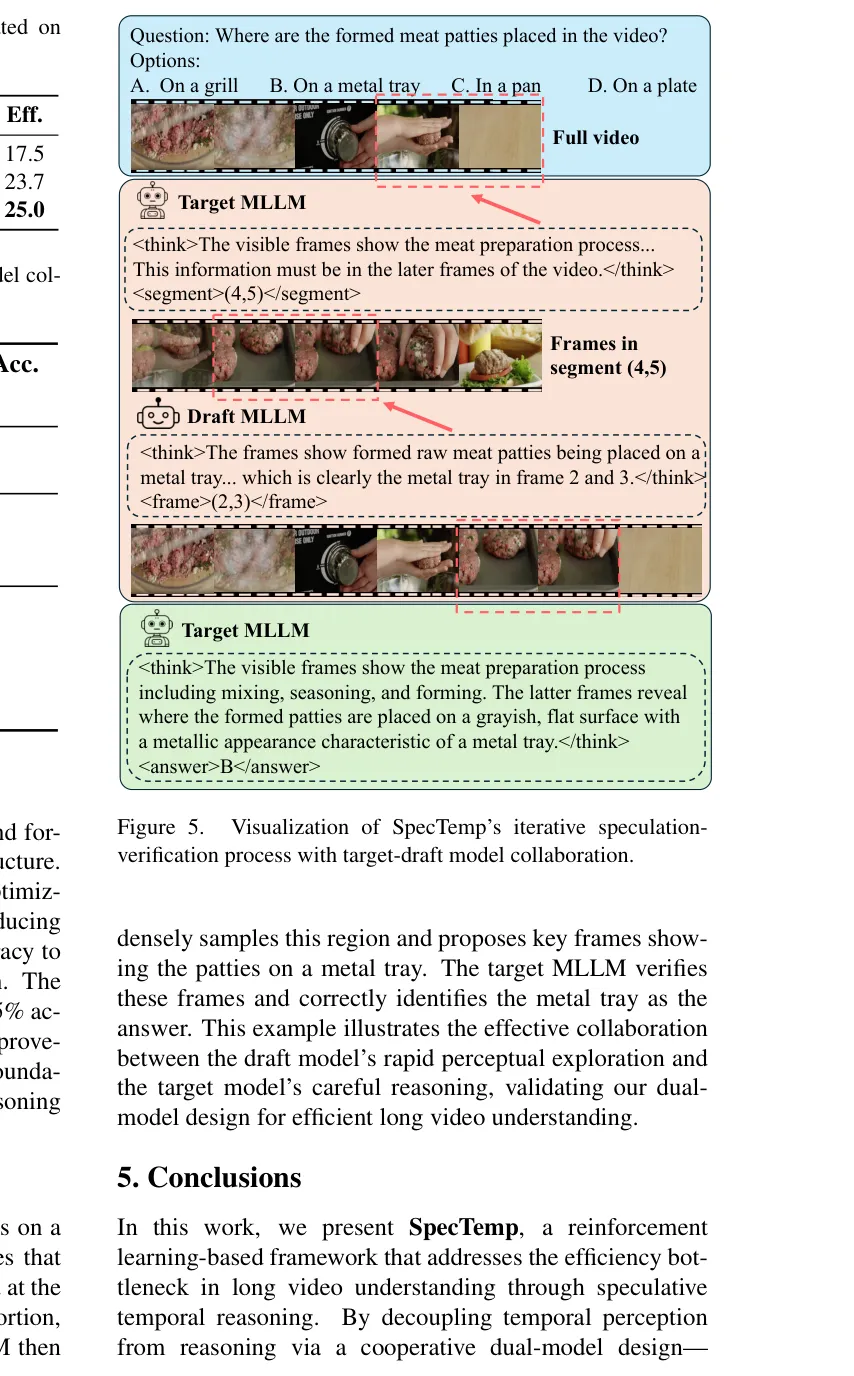 ted on
Eff.
17.5
23.7
25.0
del col-
Acc.
nd for-
ucture.
ptimiz-
ducing
racy to
n. The
5% ac-
prove-
ounda-
soning
s on a
es that
at the
ortion,
M then
Question: Where are the formed meat patties placed in the video?
Options:
A. On a grill B. On a metal tray C. In a pan D. On a plate
Full video
Target MLLM
<think>The visible frames show the meat preparation process...
This information must be in the later frames of the video.</think>
<segment>(4,5)</segment>
Frames in
segment (4,5)
Draft MLLM
<think>The frames show formed raw meat patties being placed on a
metal tray... which is clearly the metal tray in frame 2 and 3.</think>
<frame>(2,3)</frame>
Target MLLM
<think>The visible frames show the meat preparation process
including mixing, seasoning, and forming. The latter frames reveal
where the formed patties are placed on a grayish, flat surface with
a metallic appearance characteristic of a metal tray.</think>
<answer>B</answer>
Figure 5. Visualization of SpecTemp's iterative speculation-
verification process with target-draft model collaboration.
densely samples this region and proposes key frames show-
ing the patties on a metal tray. The target MLLM verifies
these frames and correctly identifies the metal tray as the
answer. This example illustrates the effective collaboration
between the draft model's rapid perceptual exploration and
the target model's careful reasoning, validating our dual-
model design for efficient long video understanding.
5. Conclusions
In this work, we present SpecTemp, a reinforcement
learning-based framework that addresses the efficiency bot-
tleneck in long video understanding through speculative
temporal reasoning. By decoupling temporal perception
from reasoning via a cooperative dual-model design—